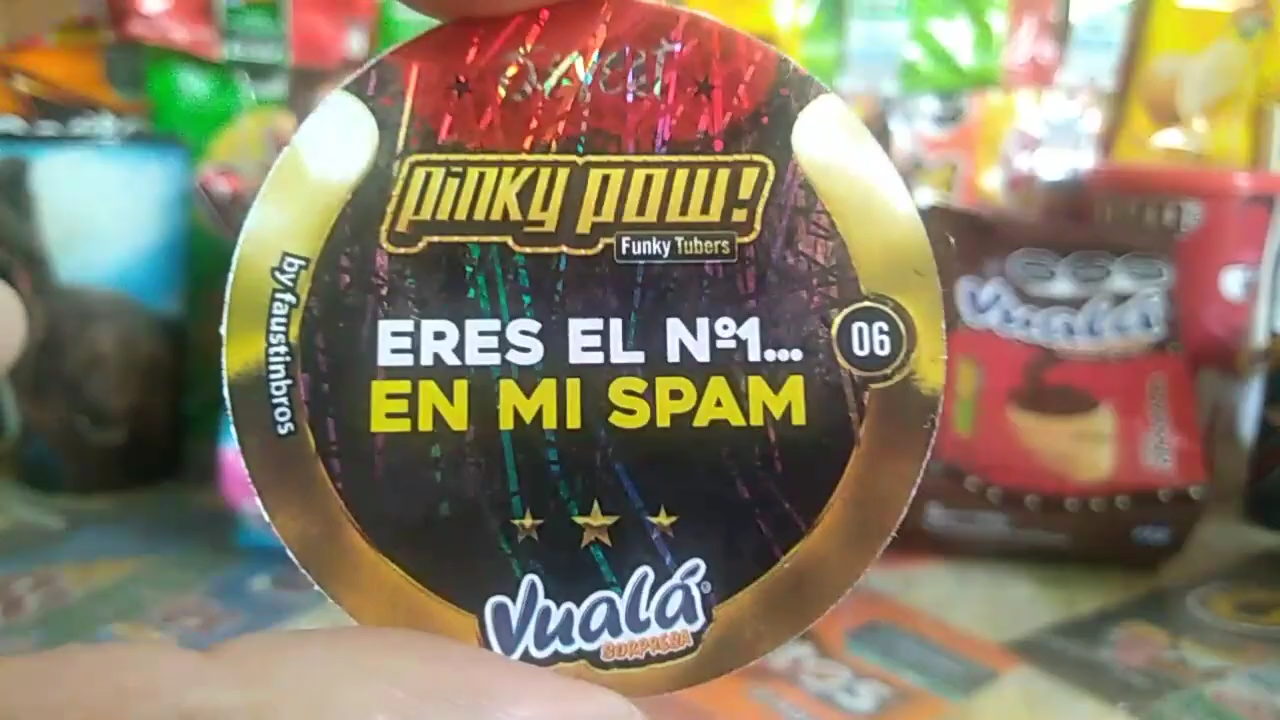 pinky pow!
Funky Tubers
by faustinbros
ERES EL Nº1...
EN MI SPAM
06
Vualá®
SORPRESA
Vualá